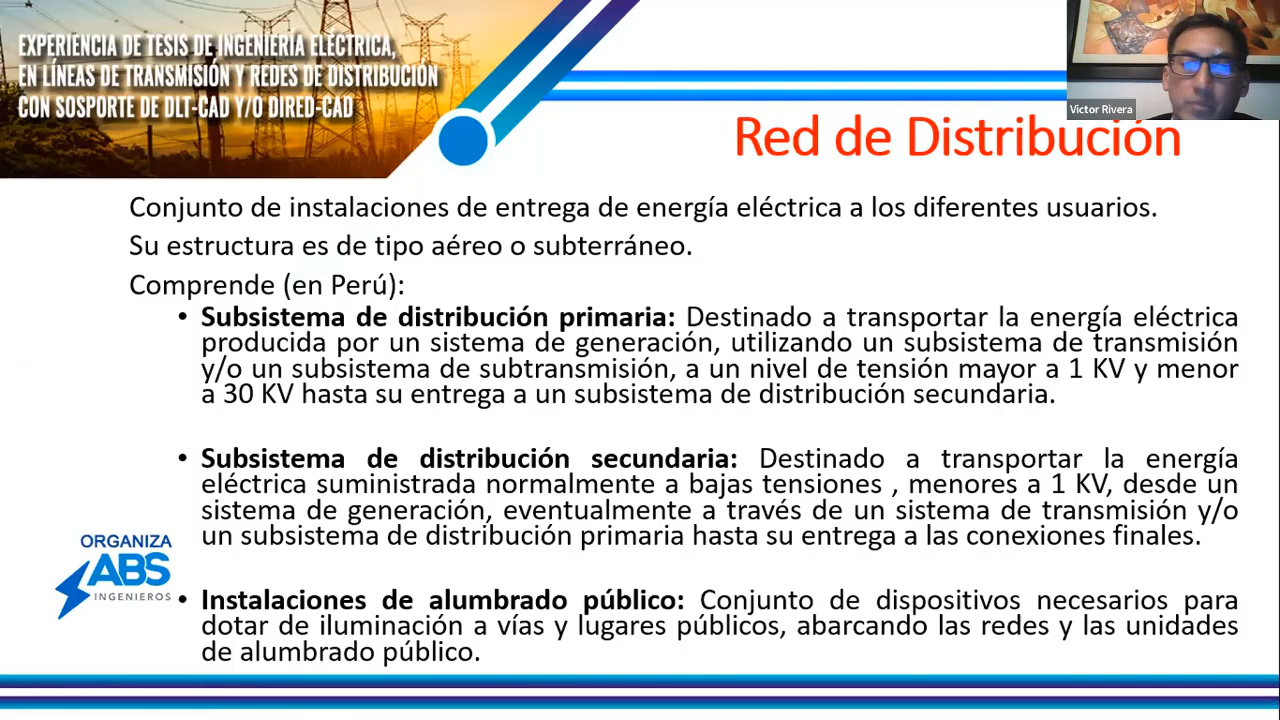 EXPERIENCIA DE TESIS DE INGENIERÍA ELÉCTRICA,
EN LÍNEAS DE TRANSMISIÓN Y REDES DE DISTRIBUCIÓN
CON SOSPORTE DE DLT-CAD Y/O DIRED-CAD
Victor Rivera
Red de Distribución
Conjunto de instalaciones de entrega de energía eléctrica a los diferentes usuarios.
Su estructura es de tipo aéreo o subterráneo.
Comprende (en Perú):
• Subsistema de distribución primaria: Destinado a transportar la energía eléctrica
producida por un sistema de generación, utilizando un subsistema de transmisión
y/o un subsistema de subtransmisión, a un nivel de tensión mayor a 1 KV y menor
a 30 KV hasta su entrega a un subsistema de distribución secundaria.
• Subsistema de distribución secundaria: Destinado a transportar la energía
eléctrica suministrada normalmente a bajas tensiones , menores a 1 KV, desde un
sistema de generación, eventualmente a través de un sistema de transmisión y/o
un subsistema de distribución primaria hasta su entrega a las conexiones finales.
ORGANIZA
ABS
INGENIEROS
• Instalaciones de alumbrado público: Conjunto de dispositivos necesarios para
dotar de iluminación a vías y lugares públicos, abarcando las redes y las unidades
de alumbrado público.